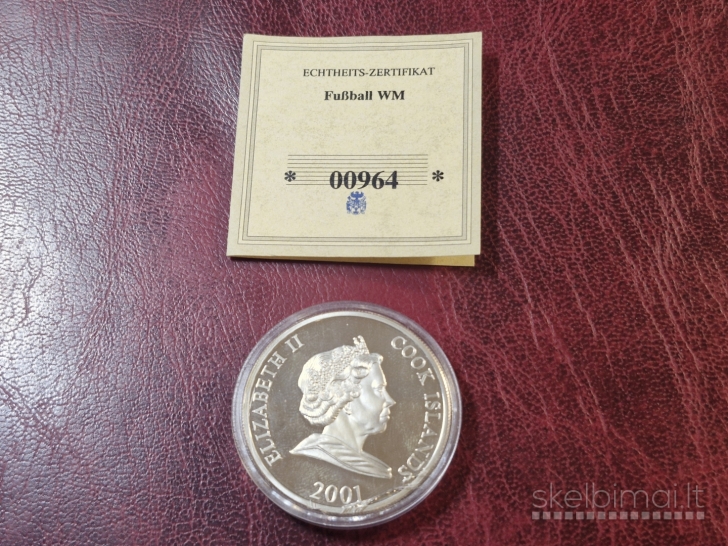 ECHTHEITS-ZERTIFIKAT
Fußball WM
* 00964 *
ELIZABETH II
COOK ISLANDS
2001
skelbimai.lt